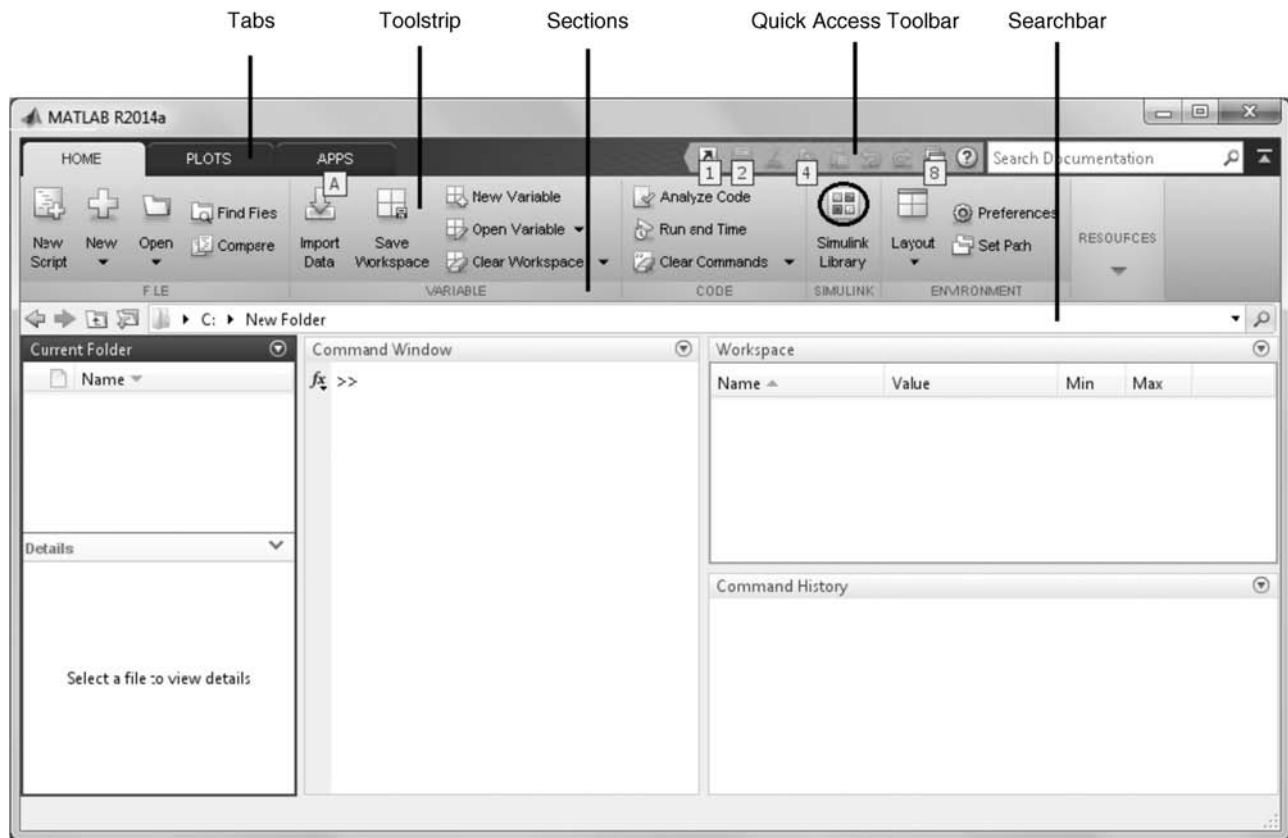 Tabs Toolstrip Sections Quick Access Toolbar Searchbar
MATLAB R2014a
HOME PLOTS APPS
Search Documentation
A 1 2 4 8
New Variable Analyze Code
Find Fies Open Variable Run and Time Preferences
Compare Clear Workspace Clear Commands Set Path
New Script New Open Import Data Save Workspace Simulink Library Layout RESOURCES
FILE VARIABLE CODE SIMULINK ENVIRONMENT
C: New Folder
Current Folder Command Window Workspace
Name fx >> Name Value Min Max
Details
Command History
Select a file to view details